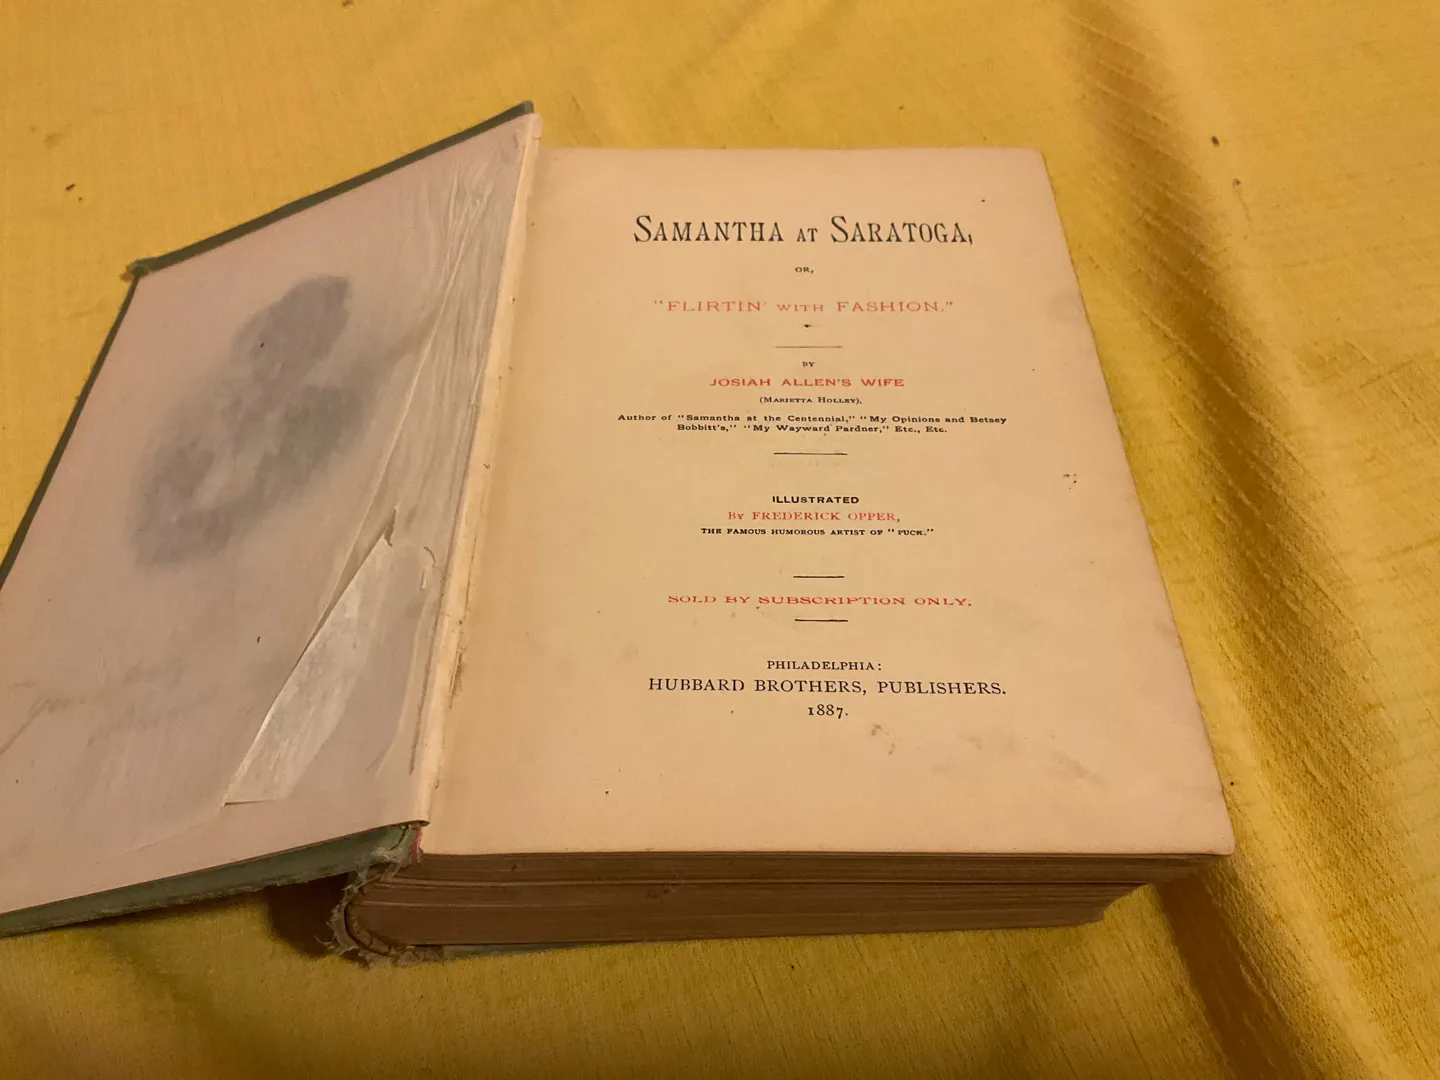 SAMANTHA AT SARATOGA,
OR,
"FLIRTIN' WITH FASHION."
BY
JOSIAH ALLEN'S WIFE
(MARIETTA HOLLEY),
Author of "Samantha at the Centennial," "My Opinions and Betsey
Bobbitt's," "My Wayward Pardner," Etc., Etc.
ILLUSTRATED
BY FREDERICK OPPER,
THE FAMOUS HUMOROUS ARTIST OF "PUCK."
SOLD BY SUBSCRIPTION ONLY.
PHILADELPHIA:
HUBBARD BROTHERS, PUBLISHERS.
1887.